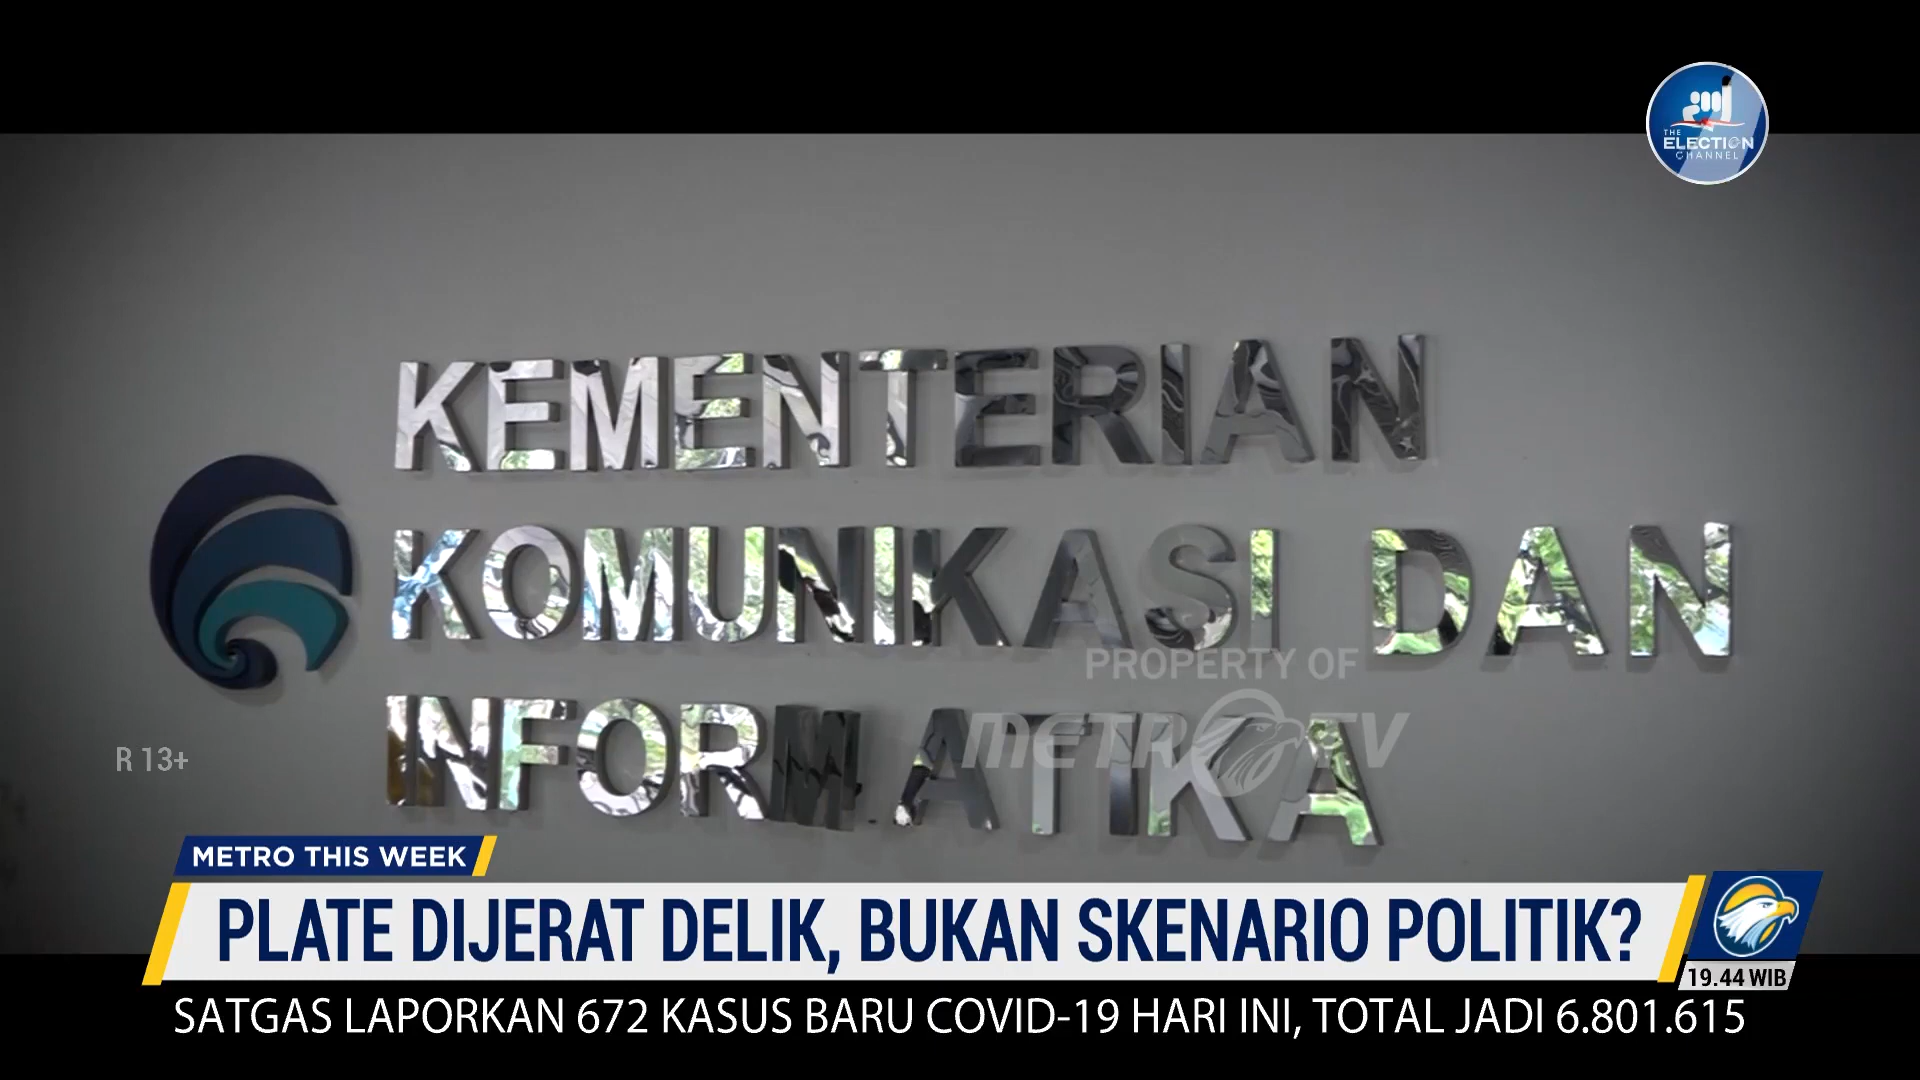 THE
ELECTION
CHANNEL
KEMENTERIAN
KOMUNIKASI DAN
INFORMATIKA
PROPERTY OF
METRO TV
R 13+
METRO THIS WEEK
PLATE DIJERAT DELIK, BUKAN SKENARIO POLITIK?
19.44 WIB
SATGAS LAPORKAN 672 KASUS BARU COVID-19 HARI INI, TOTAL JADI 6.801.615